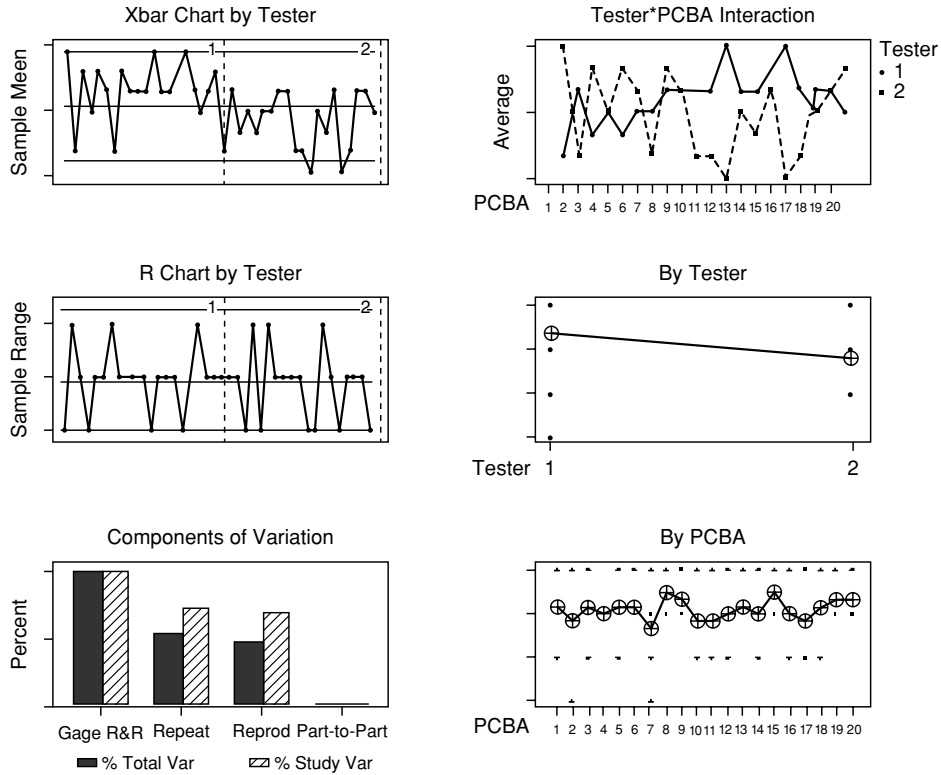 Xbar Chart by Tester
Sample Meen
1
2
Tester*PCBA Interaction
Average
Tester
1
2
PCBA 1 2 3 4 5 6 7 8 9 10 11 12 13 14 15 16 17 18 19 20
R Chart by Tester
Sample Range
1
2
By Tester
Tester 1 2
Components of Variation
Percent
Gage R&R Repeat Reprod Part-to-Part
% Total Var % Study Var
By PCBA
PCBA 1 2 3 4 5 6 7 8 9 10 11 12 13 14 15 16 17 18 19 20